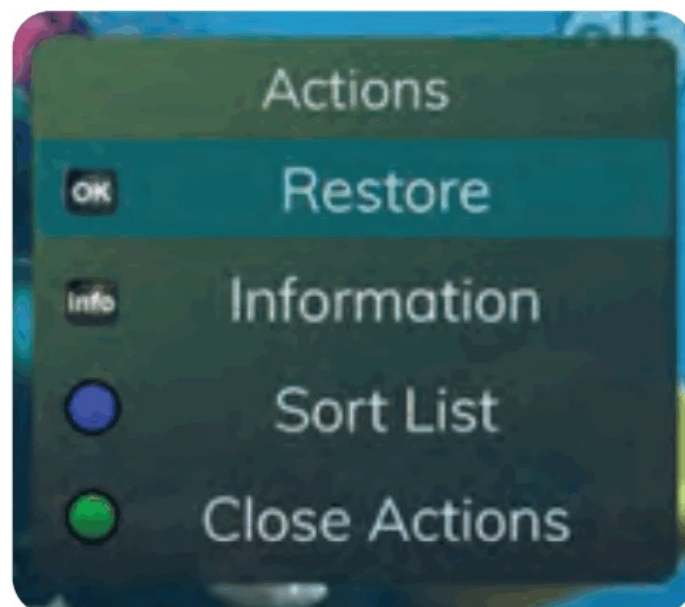 Actions
OK Restore
Info Information
Sort List
Close Actions